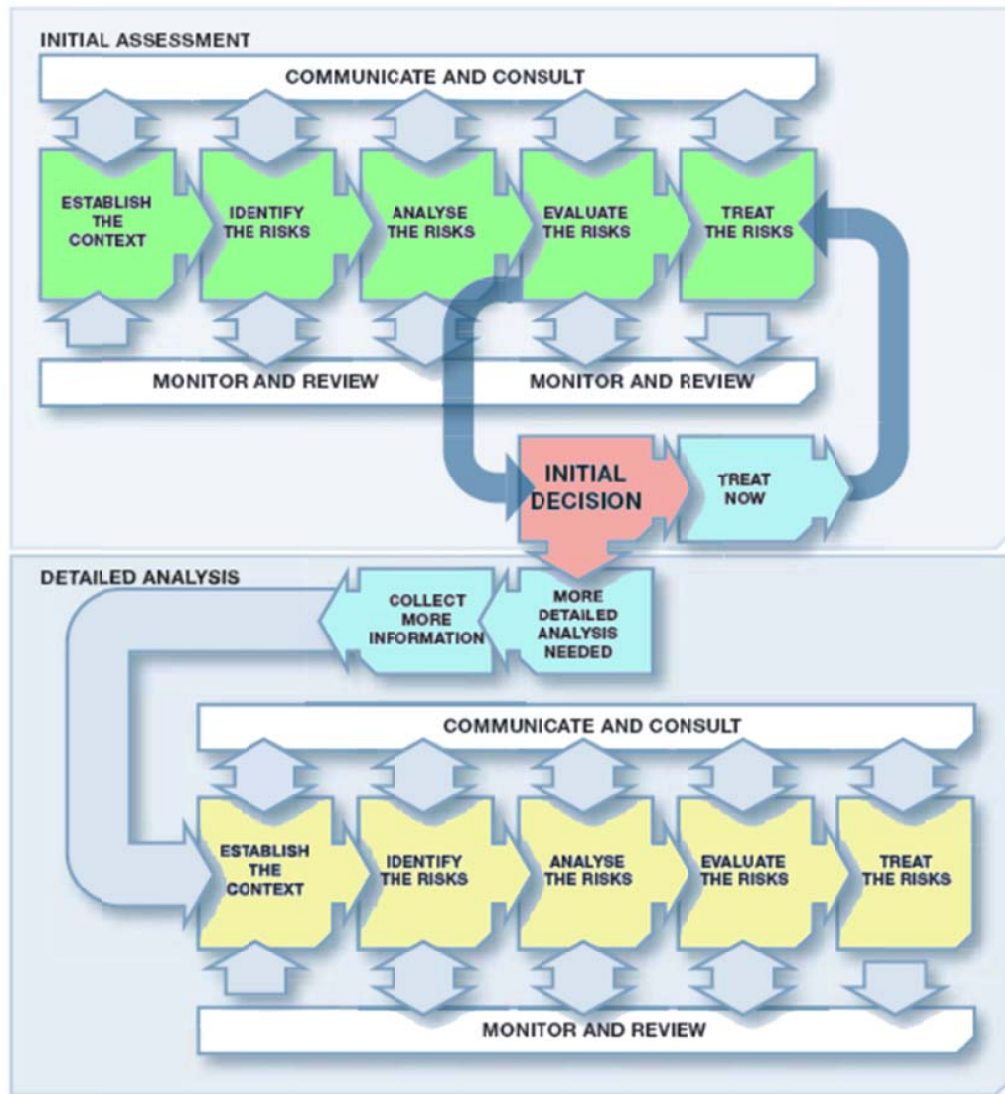 INITIAL ASSESSMENT
COMMUNICATE AND CONSULT
ESTABLISH
THE
CONTEXT
IDENTIFY
THE RISKS
ANALYSE
THE RISKS
EVALUATE
THE RISKS
TREAT
THE RISKS
MONITOR AND REVIEW
MONITOR AND REVIEW
INITIAL
DECISION
TREAT
NOW
DETAILED ANALYSIS
MORE
DETAILED
ANALYSIS
NEEDED
COLLECT
MORE
INFORMATION
COMMUNICATE AND CONSULT
ESTABLISH
THE
CONTEXT
IDENTIFY
THE RISKS
ANALYSE
THE RISKS
EVALUATE
THE RISKS
TREAT
THE RISKS
MONITOR AND REVIEW